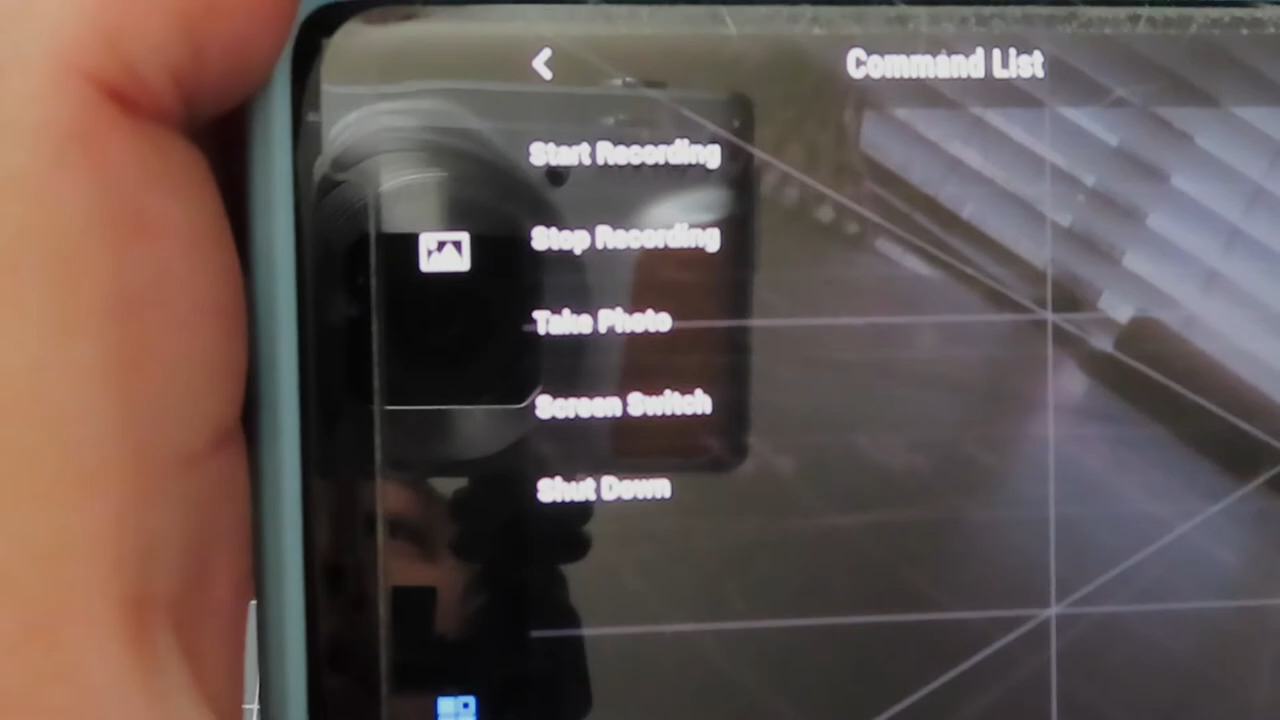 Command List
Start Recording
Stop Recording
Take Photo
Screen Switch
Shut Down